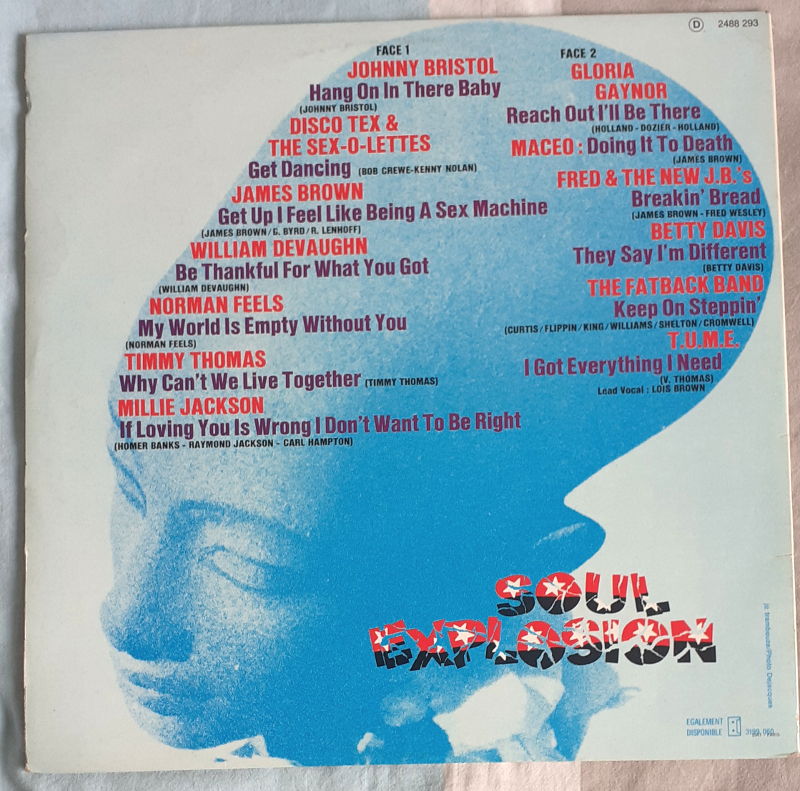 D 2488 293
FACE 1
JOHNNY BRISTOL
Hang On In There Baby
(JOHNNY BRISTOL)
DISCO TEX &
THE SEX-O-LETTES
Get Dancing (BOB CREWE-KENNY NOLAN)
JAMES BROWN
Get Up I Feel Like Being A Sex Machine
(JAMES BROWN/G. BYRD/R. LENHOFF)
WILLIAM DEVAUGHN
Be Thankful For What You Got
(WILLIAM DEVAUGHN)
NORMAN FEELS
My World Is Empty Without You
(NORMAN FEELS)
TIMMY THOMAS
Why Can't We Live Together (TIMMY THOMAS)
MILLIE JACKSON
If Loving You Is Wrong I Don't Want To Be Right
(HOMER BANKS - RAYMOND JACKSON - CARL HAMPTON)
FACE 2
GLORIA
GAYNOR
Reach Out I'll Be There
(HOLLAND - DOZIER - HOLLAND)
MACEO : Doing It To Death
(JAMES BROWN)
FRED & THE NEW J.B.'s
Breakin' Bread
(JAMES BROWN - FRED WESLEY)
BETTY DAVIS
They Say I'm Different
(BETTY DAVIS)
THE FATBACK BAND
Keep On Steppin'
(CURTIS/FLIPPIN/KING/WILLIAMS/SHELTON/CROMWELL)
T.U.M.E.
I Got Everything I Need
(V. THOMAS)
Lead Vocal : LOIS BROWN
SOUL
EXPLOSION
EGALEMENT
DISPONIBLE